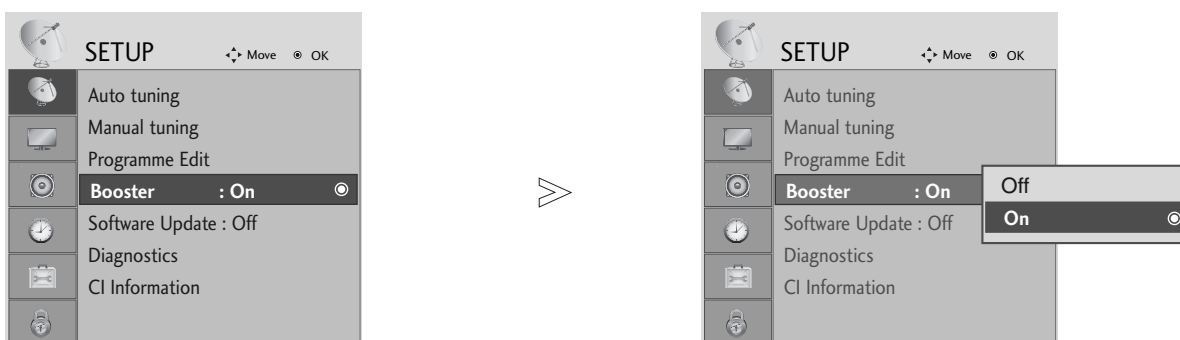 SETUP Move OK
Auto tuning
Manual tuning
Programme Edit
Booster : On
Software Update : Off
Diagnostics
CI Information
SETUP Move OK
Auto tuning
Manual tuning
Programme Edit
Booster : On
Software Update : Off
Diagnostics
CI Information
Off
On